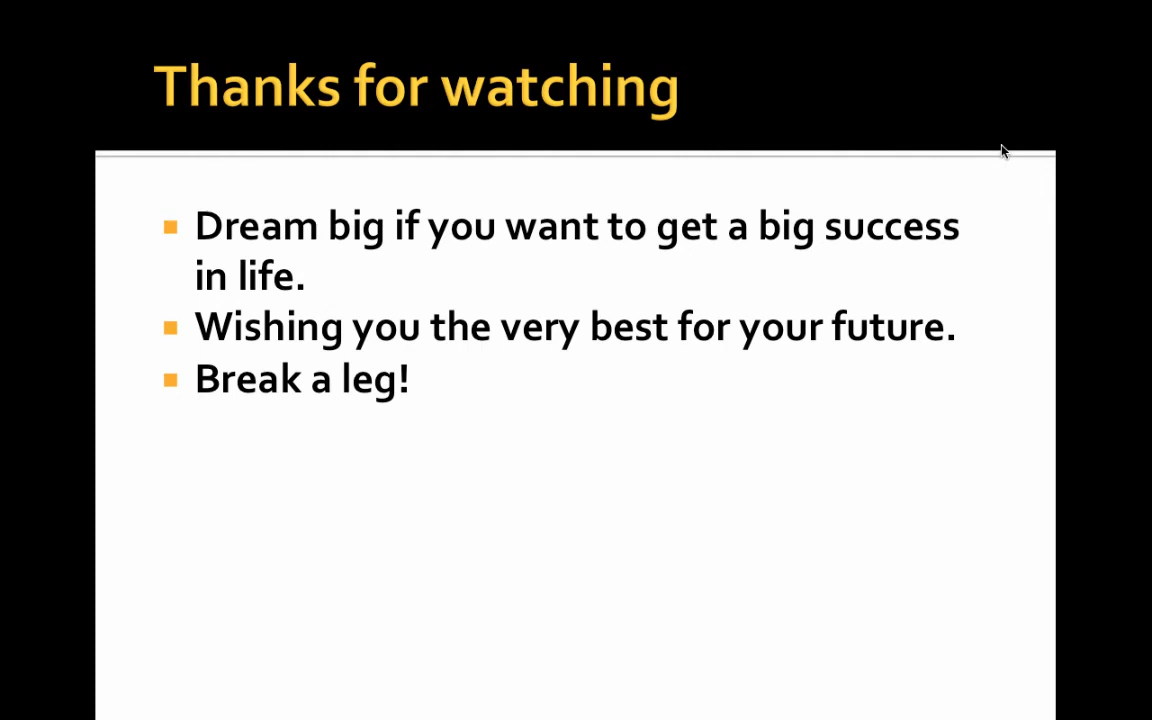 Thanks for watching
Dream big if you want to get a big success
in life.
Wishing you the very best for your future.
Break a leg!